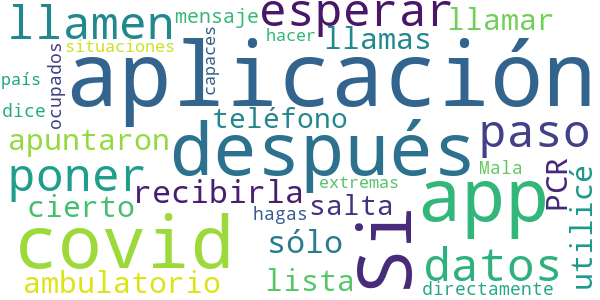 llamen
mensaje
esperar
llamar
situaciones
hacer
llamas
ocupados
capaces
aplicación
país
dice
teléfono
apuntaron
después
paso
poner
recibirla
extremas
Mala
PCR
utilicé
cierto
hagas
salta
Si
app
covid
sólo
datos
ambulatorio
lista
directamente